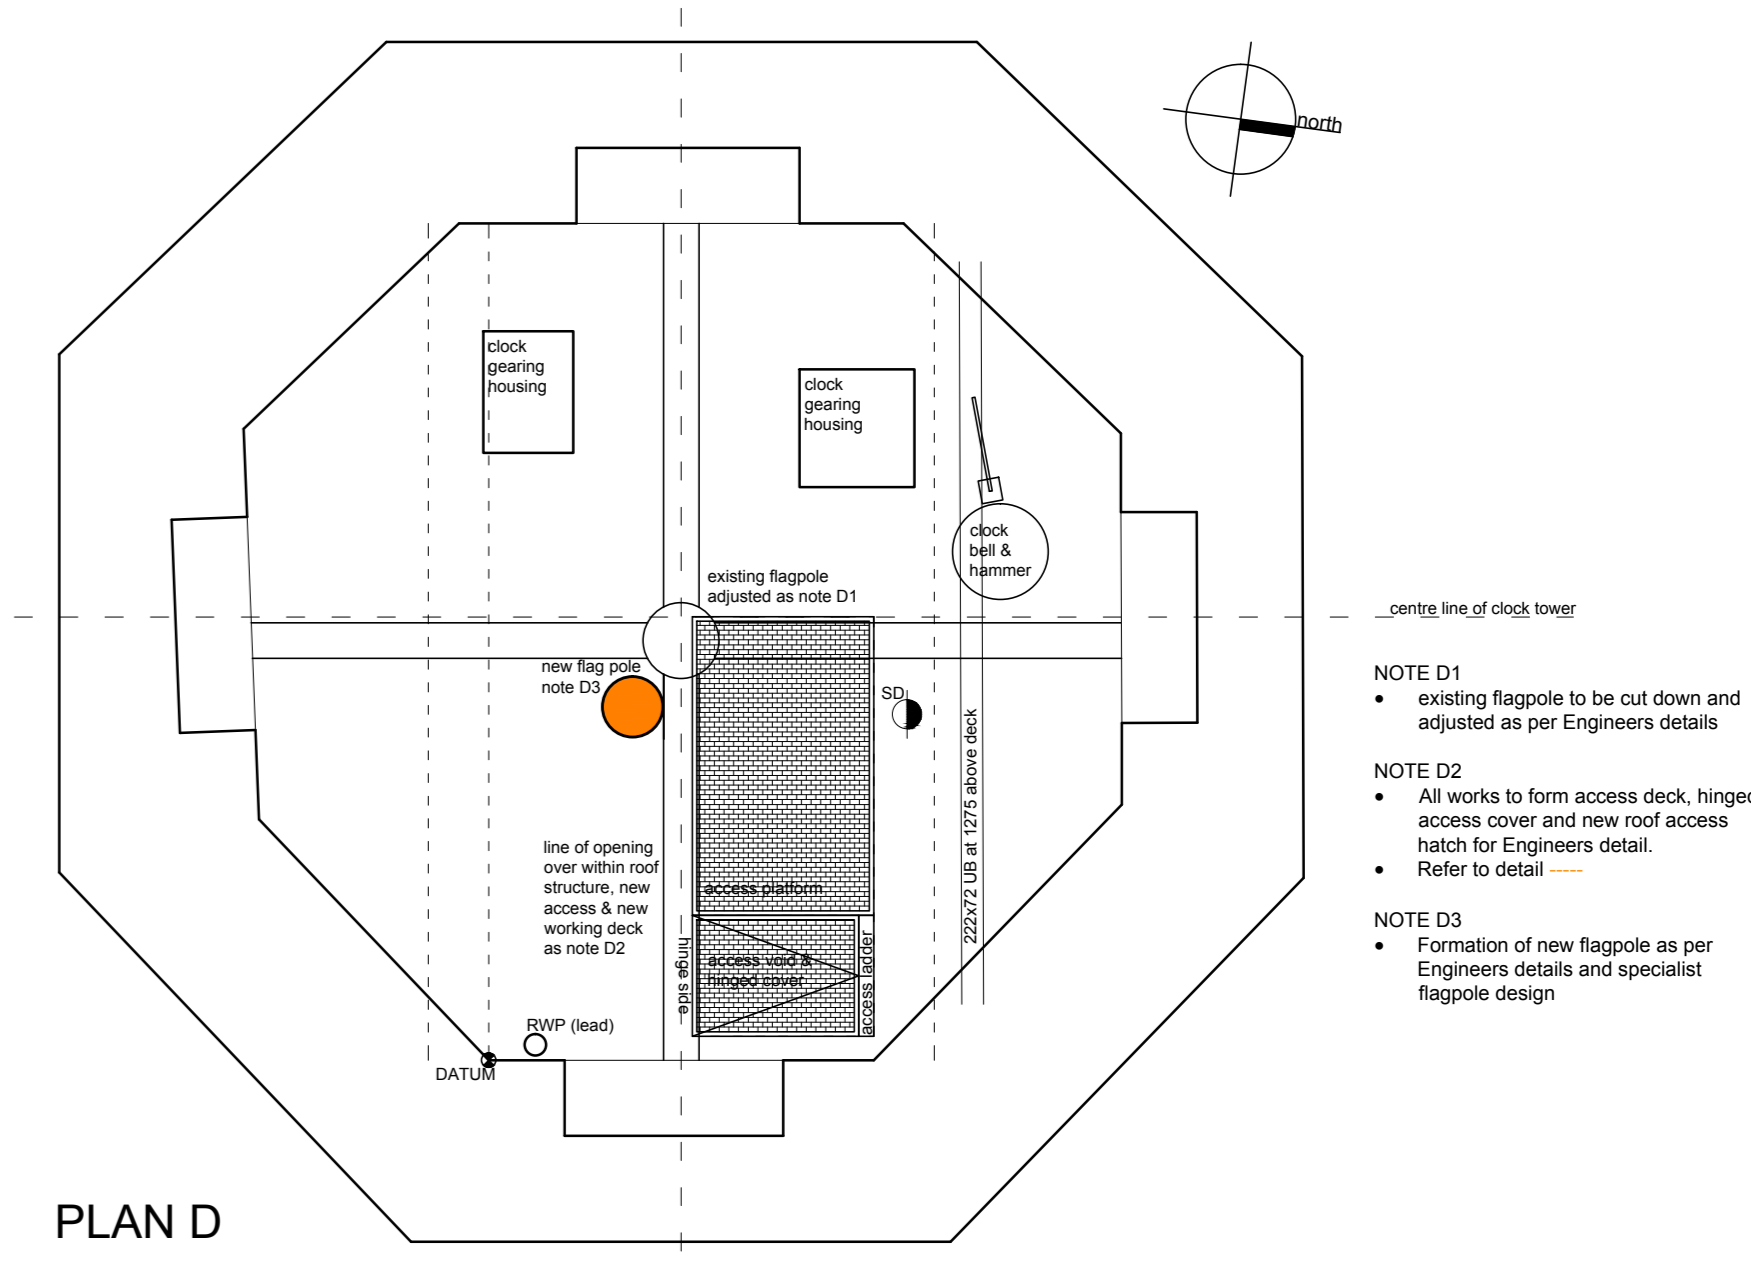 north
clock
gearing
housing
clock
gearing
housing
clock
bell &
hammer
existing flagpole
adjusted as note D1
centre line of clock tower
new flag pole
note D3
SD
222x72 UB at 1275 above deck
line of opening
over within roof
structure, new
access & new
working deck
as note D2
access platform
hinge side
access void &
hinged cover
access ladder
RWP (lead)
DATUM
NOTE D1
• existing flagpole to be cut down and
adjusted as per Engineers details
NOTE D2
• All works to form access deck, hinged
access cover and new roof access
hatch for Engineers detail.
• Refer to detail -----
NOTE D3
• Formation of new flagpole as per
Engineers details and specialist
flagpole design
PLAN D